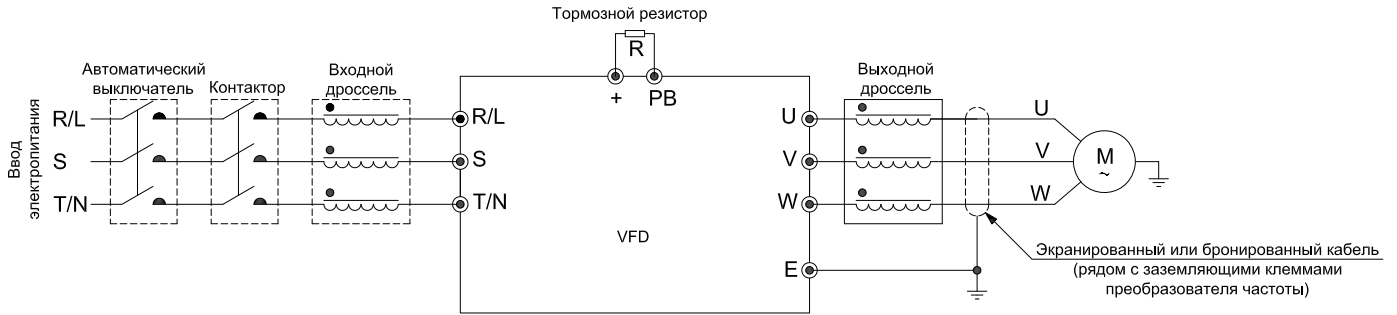 Тормозной резистор
R
+ PB
Автоматический
выключатель
Контактор
Входной
дроссель
Выходной
дроссель
Ввод
электропитания
R/L
S
T/N
R/L
S
T/N
VFD
U
V
W
E
U
V
W
M
~
Экранированный или бронированный кабель
(рядом с заземляющими клеммами
преобразователя частоты)